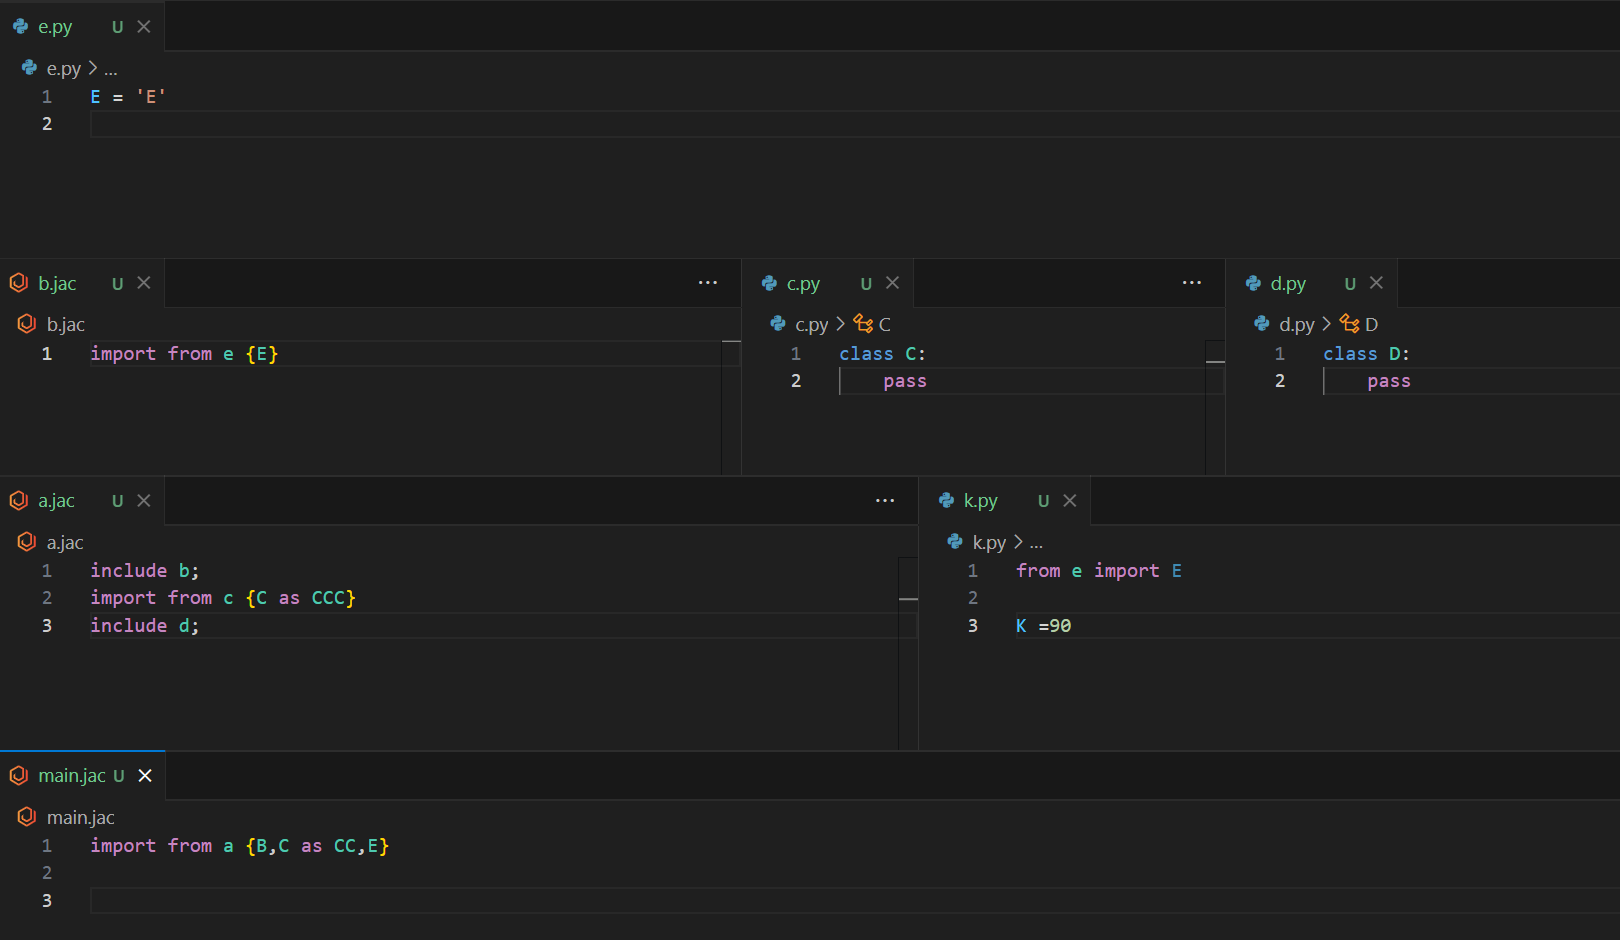 e.py U
e.py > ...
1 E = 'E'
2
b.jac U ...
b.jac
1 import from e {E}
c.py U ...
c.py > C
1 class C:
2 pass
d.py U
d.py > D
1 class D:
2 pass
a.jac U ...
a.jac
1 include b;
2 import from c {C as CCC}
3 include d;
k.py U
k.py > ...
1 from e import E
2
3 K =90
main.jac U
main.jac
1 import from a {B,C as CC,E}
2
3